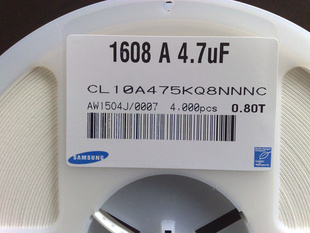 1608 A 4.7uF
CL10A475KQ8NNNC
AW1504J/0007 4,000pcs 0.80T
SAMSUNG